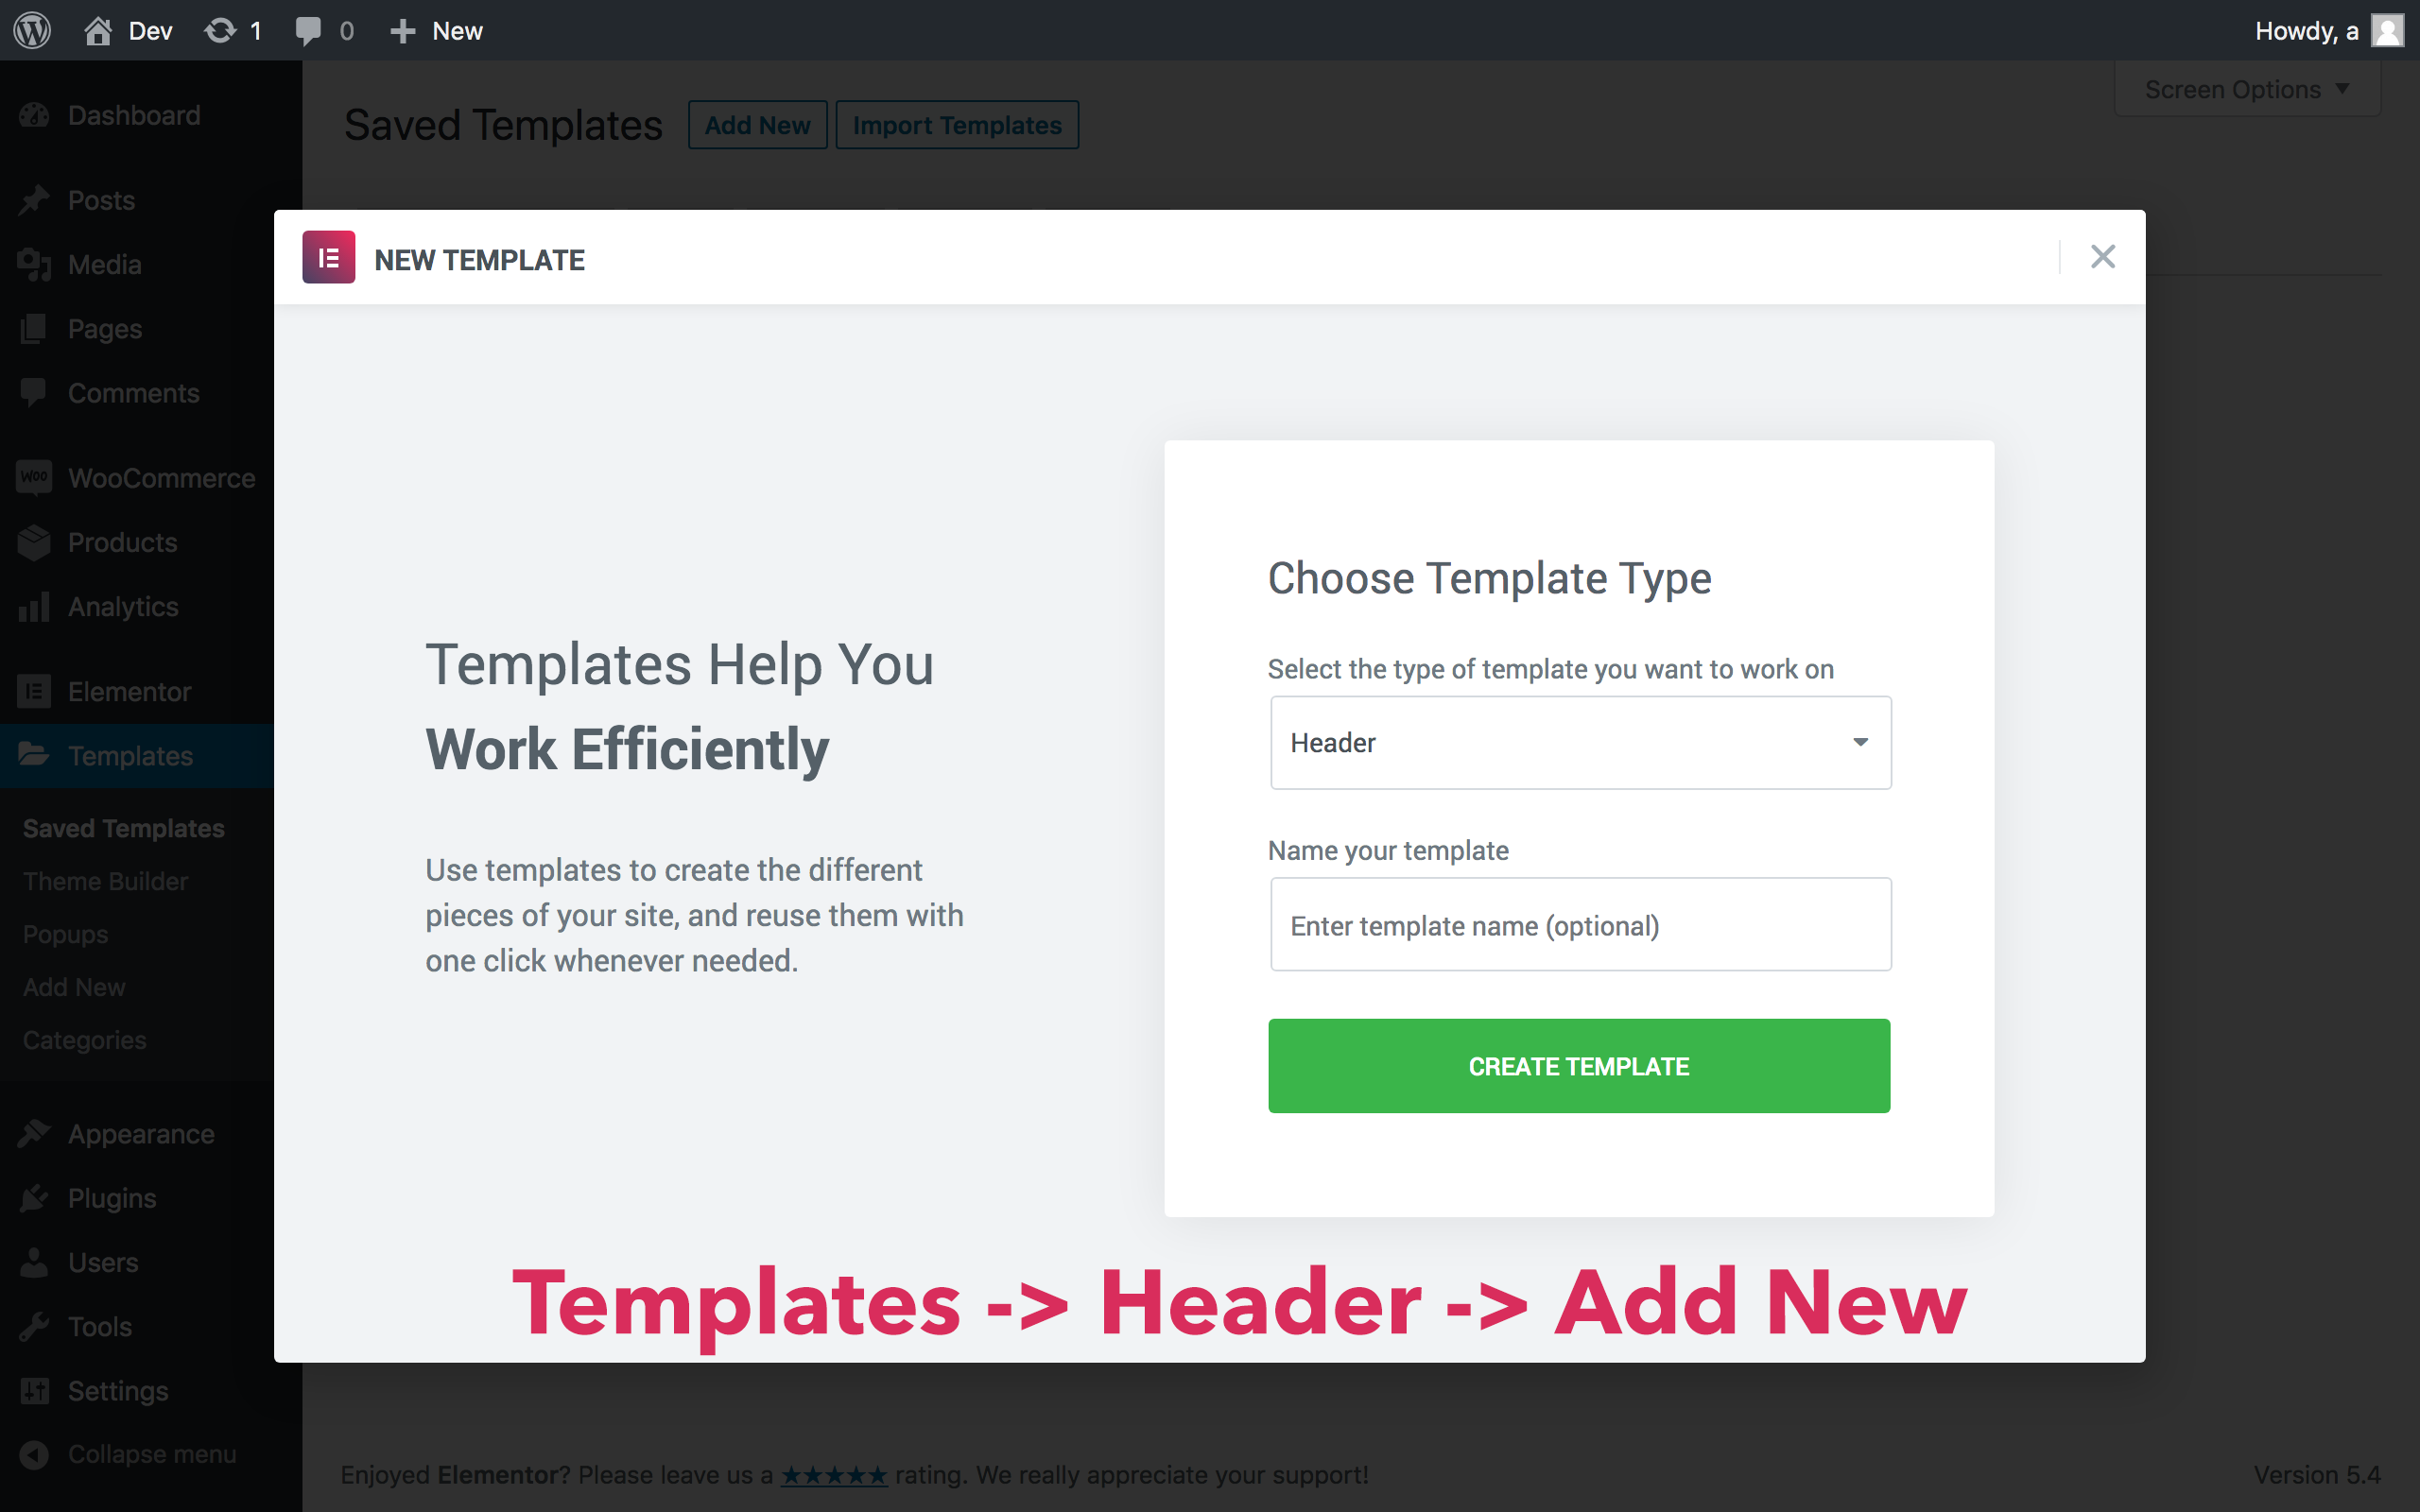 Dev 1 0 New Howdy, a
Screen Options
Saved Templates Add New Import Templates
Dashboard
Posts
Media
Pages
Comments
WOO WooCommerce
Products
Analytics
Elementor
Templates
Saved Templates
Theme Builder
Popups
Add New
Categories
Appearance
Plugins
Users
Tools
Settings
Collapse menu
NEW TEMPLATE
Templates Help You
Work Efficiently
Use templates to create the different
pieces of your site, and reuse them with
one click whenever needed.
Choose Template Type
Select the type of template you want to work on
Header
Name your template
Enter template name (optional)
CREATE TEMPLATE
Templates -> Header -> Add New
Enjoyed Elementor? Please leave us a ★★★★★ rating. We really appreciate your support!
Version 5.4